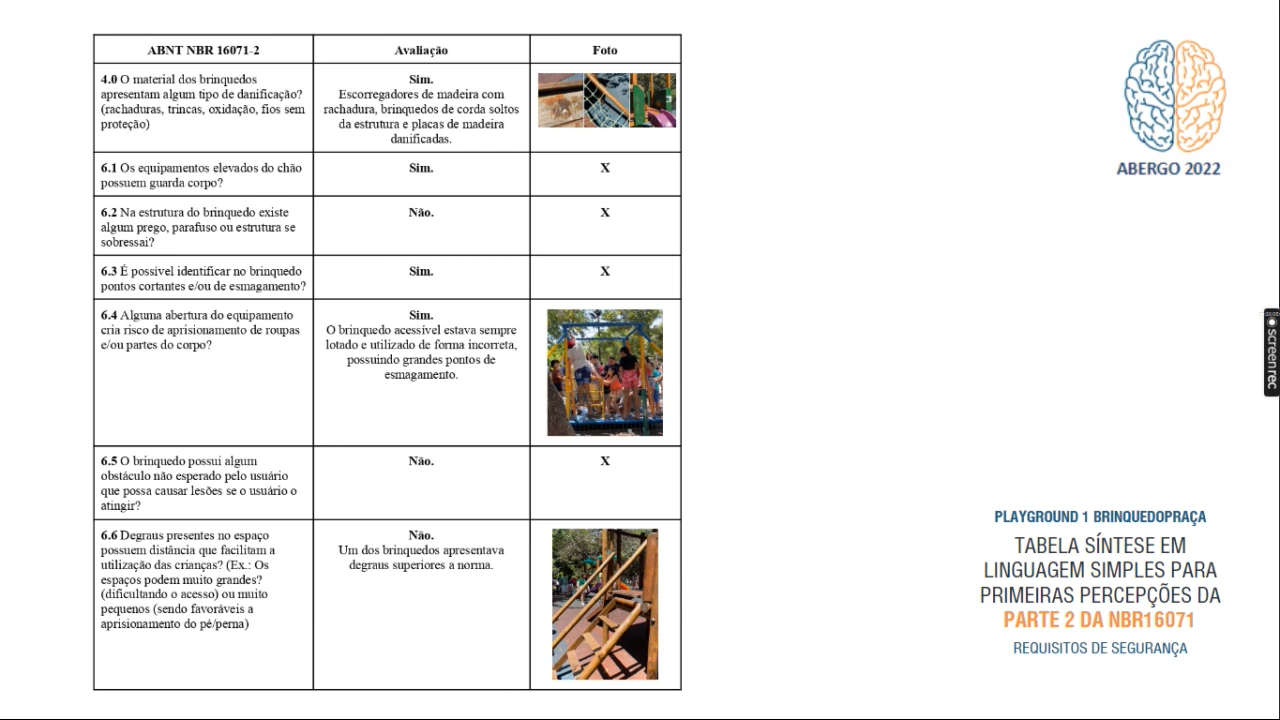 ABNT NBR 16071-2
Avaliação
Foto
4.0 O material dos brinquedos
apresentam algum tipo de danificação?
(rachaduras, trincas, oxidação, fios sem
proteção)
Sim.
Escorregadores de madeira com
rachadura, brinquedos de corda soltos
da estrutura e placas de madeira
danificadas.
6.1 Os equipamentos elevados do chão
possuem guarda corpo?
Sim.
X
6.2 Na estrutura do brinquedo existe
algum prego, parafuso ou estrutura se
sobressai?
Não.
X
6.3 É possível identificar no brinquedo
pontos cortantes e/ou de esmagamento?
Sim.
X
6.4 Alguma abertura do equipamento
cria risco de aprisionamento de roupas
e/ou partes do corpo?
Sim.
O brinquedo acessível estava sempre
lotado e utilizado de forma incorreta,
possuindo grandes pontos de
esmagamento.
6.5 O brinquedo possui algum
obstáculo não esperado pelo usuário
que possa causar lesões se o usuário o
atingir?
Não.
X
6.6 Degraus presentes no espaço
possuem distância que facilitam a
utilização das crianças? (Ex.: Os
espaços podem muito grandes?
(dificultando o acesso) ou muito
pequenos (sendo favoráveis a
aprisionamento do pé/perna)
Não.
Um dos brinquedos apresentava
degraus superiores a norma.
ABERGO 2022
screenrec
PLAYGROUND 1 BRINQUEDOPRAÇA
TABELA SÍNTESE EM
LINGUAGEM SIMPLES PARA
PRIMEIRAS PERCEPÇÕES DA
PARTE 2 DA NBR16071
REQUISITOS DE SEGURANÇA